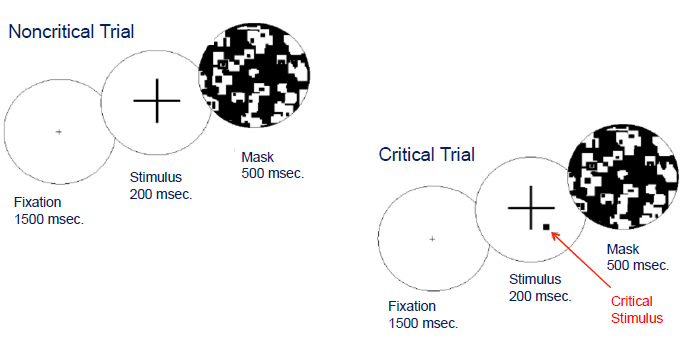 Noncritical Trial
Fixation
1500 msec.
Stimulus
200 msec.
Mask
500 msec.
Critical Trial
Fixation
1500 msec.
Stimulus
200 msec.
Mask
500 msec.
Critical
Stimulus